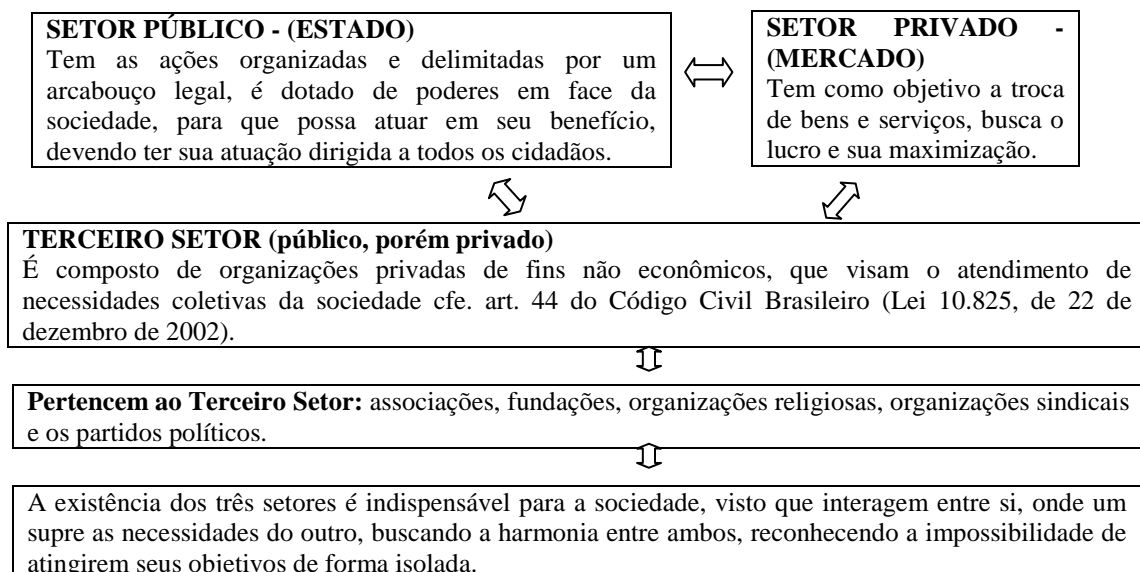 SETOR PÚBLICO - (ESTADO)
Tem as ações organizadas e delimitadas por um
arcabouço legal, é dotado de poderes em face da
sociedade, para que possa atuar em seu benefício,
devendo ter sua atuação dirigida a todos os cidadãos.
SETOR PRIVADO -
(MERCADO)
Tem como objetivo a troca
de bens e serviços, busca o
lucro e sua maximização.
TERCEIRO SETOR (público, porém privado)
É composto de organizações privadas de fins não econômicos, que visam o atendimento de
necessidades coletivas da sociedade cfe. art. 44 do Código Civil Brasileiro (Lei 10.825, de 22 de
dezembro de 2002).
Pertencem ao Terceiro Setor: associações, fundações, organizações religiosas, organizações sindicais
e os partidos políticos.
A existência dos três setores é indispensável para a sociedade, visto que interagem entre si, onde um
supre as necessidades do outro, buscando a harmonia entre ambos, reconhecendo a impossibilidade de
atingirem seus objetivos de forma isolada.